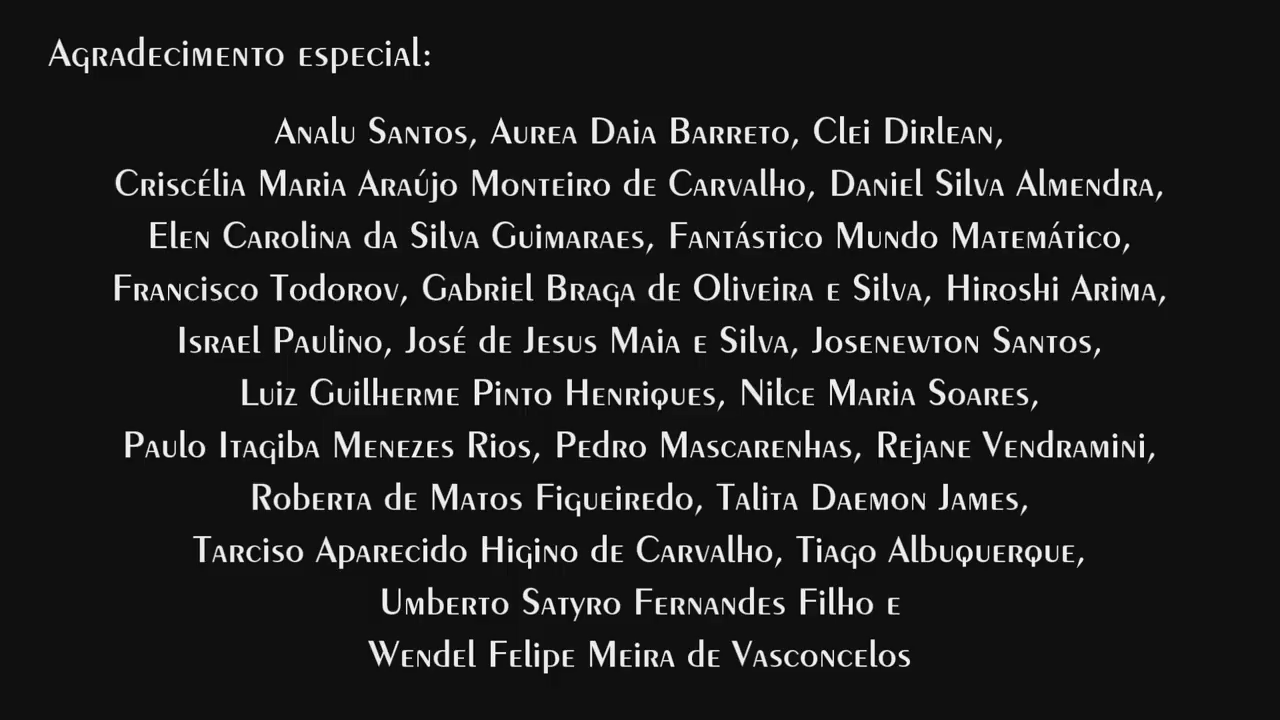 Agradecimento especial:
Analu Santos, Aurea Daia Barreto, Clei Dirlean,
Criscélia Maria Araújo Monteiro de Carvalho, Daniel Silva Almendra,
Elen Carolina da Silva Guimaraes, Fantástico Mundo Matemático,
Francisco Todorov, Gabriel Braga de Oliveira e Silva, Hiroshi Arima,
Israel Paulino, José de Jesus Maia e Silva, Josenewton Santos,
Luiz Guilherme Pinto Henriques, Nilce Maria Soares,
Paulo Itagiba Menezes Rios, Pedro Mascarenhas, Rejane Vendramini,
Roberta de Matos Figueiredo, Talita Daemon James,
Tarciso Aparecido Higino de Carvalho, Tiago Albuquerque,
Umberto Satyro Fernandes Filho e
Wendel Felipe Meira de Vasconcelos